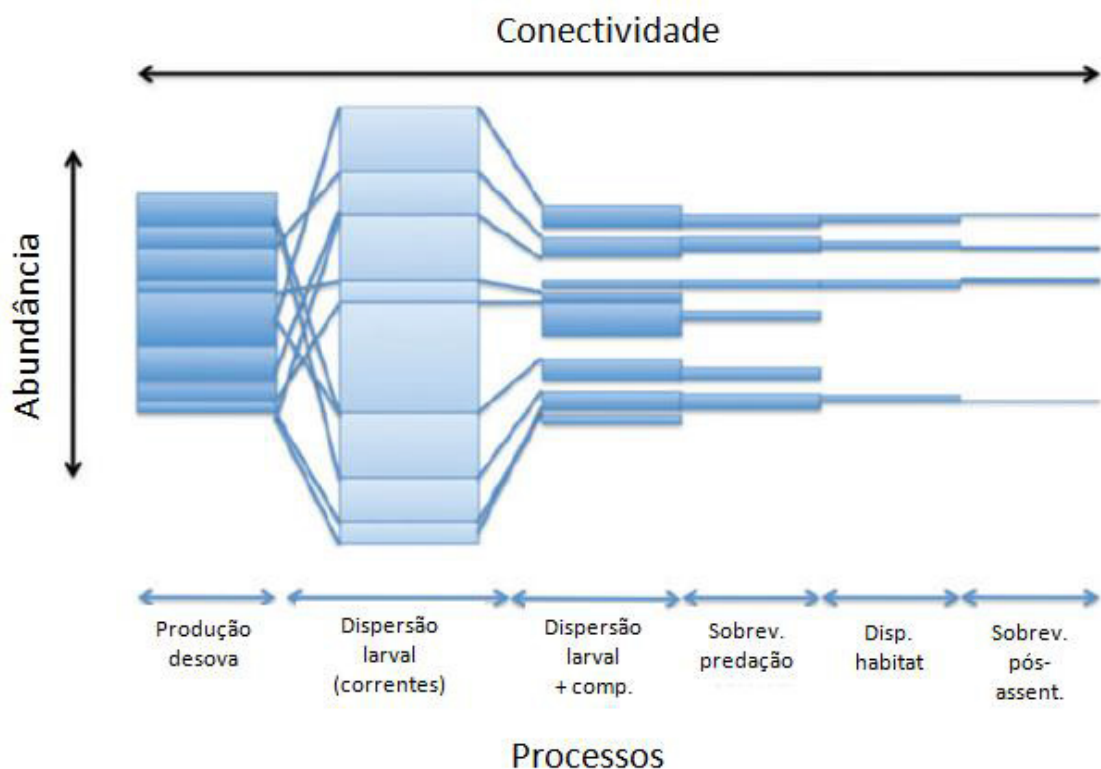 Conectividade
Abundância
Produção
desova
Dispersão
larval
(correntes)
Dispersão
larval
+ comp.
Sobrev.
predação
Disp.
habitat
Sobrev.
pós-
assent.
Processos